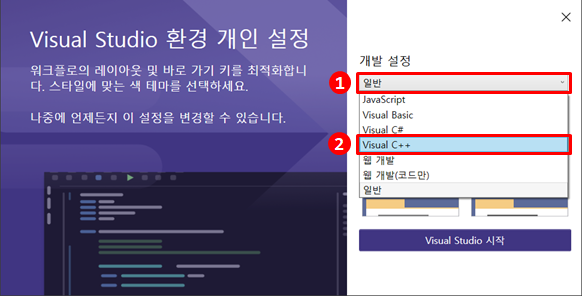 Visual Studio 환경 개인 설정
워크플로의 레이아웃 및 바로 가기 키를 최적화합니
다. 스타일에 맞는 색 테마를 선택하세요.
나중에 언제든지 이 설정을 변경할 수 있습니다.
개발 설정
1
일반
JavaScript
Visual Basic
Visual C#
2
Visual C++
웹 개발
웹 개발(코드만)
일반
Visual Studio 시작